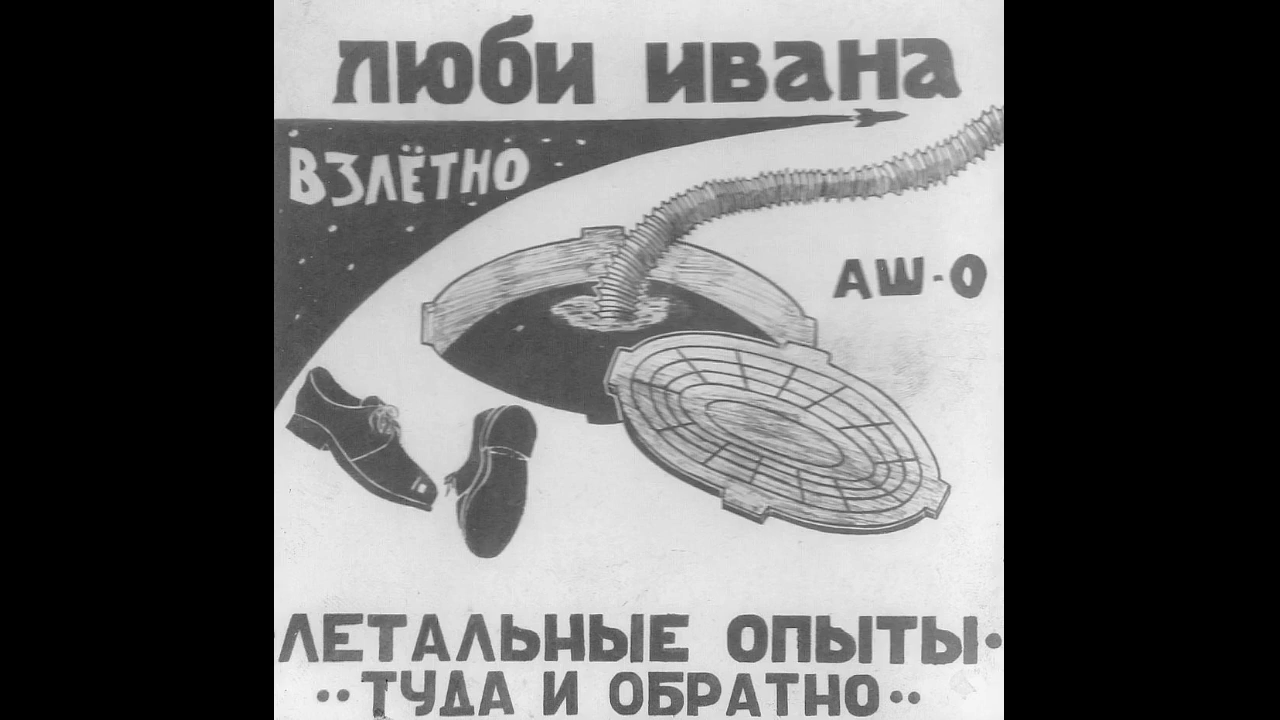 люби ивана
ВЗЛЁТНО
АШ-О
ЛЕТАЛЬНЫЕ ОПЫТЫ·
··ТУДА И ОБРАТНО··